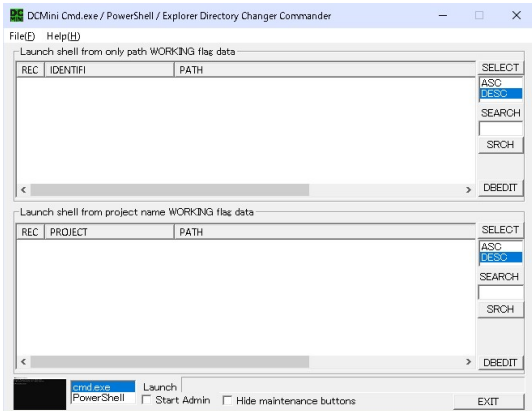 DC MINI DCMini Cmd.exe / PowerShell / Explorer Directory Changer Commander
File(F) Help(H)
Launch shell from only path WORKING flag data
REC IDENTIFI PATH
SELECT
ASC
DESC
SEARCH
SRCH
DBEDIT
Launch shell from project name WORKING flag data
REC PROJECT PATH
SELECT
ASC
DESC
SEARCH
SRCH
DBEDIT
cmd.exe
PowerShell
Launch
Start Admin
Hide maintenance buttons
EXIT